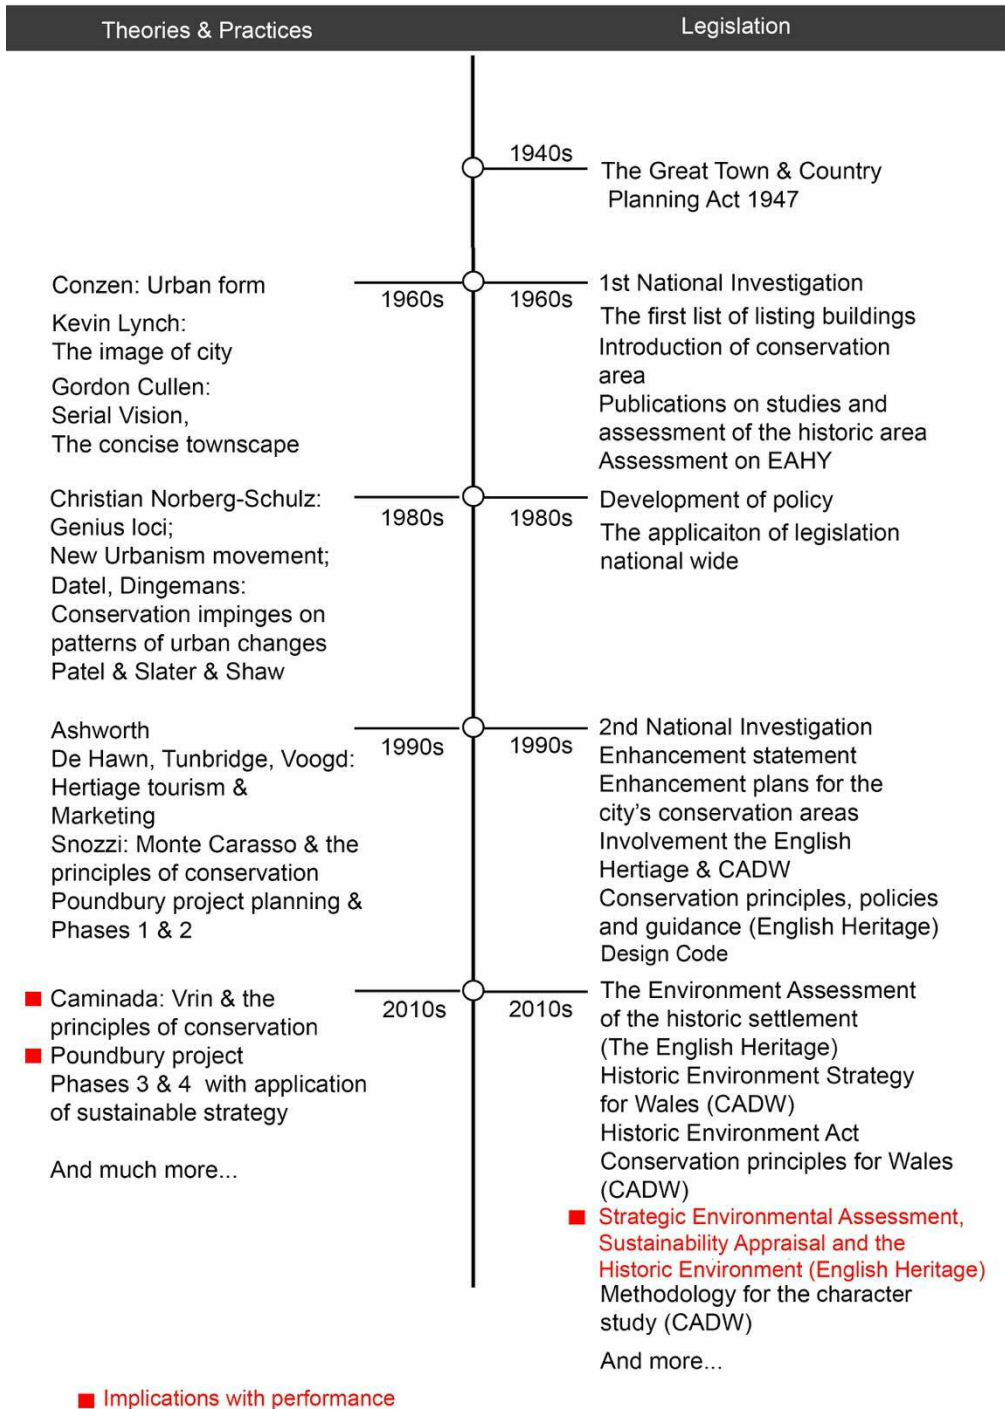 Theories & Practices
Legislation
1940s
The Great Town & Country
Planning Act 1947
Conzen: Urban form
Kevin Lynch:
The image of city
Gordon Cullen:
Serial Vision,
The concise townscape
1960s
1960s
1st National Investigation
The first list of listing buildings
Introduction of conservation
area
Publications on studies and
assessment of the historic area
Assessment on EAHY
Christian Norberg-Schulz:
Genius loci;
New Urbanism movement;
Datel, Dingemans:
Conservation impinges on
patterns of urban changes
Patel & Slater & Shaw
1980s
1980s
Development of policy
The applicaiton of legislation
national wide
Ashworth
De Hawn, Tunbridge, Voogd:
Hertiage tourism &
Marketing
Snozzi: Monte Carasso & the
principles of conservation
Poundbury project planning &
Phases 1 & 2
1990s
1990s
2nd National Investigation
Enhancement statement
Enhancement plans for the
city's conservation areas
Involvement the English
Hertiage & CADW
Conservation principles, policies
and guidance (English Heritage)
Design Code
Caminada: Vrin & the
principles of conservation
Poundbury project
Phases 3 & 4 with application
of sustainable strategy
And much more...
2010s
2010s
The Environment Assessment
of the historic settlement
(The English Heritage)
Historic Environment Strategy
for Wales (CADW)
Historic Environment Act
Conservation principles for Wales
(CADW)
Strategic Environmental Assessment,
Sustainability Appraisal and the
Historic Environment (English Heritage)
Methodology for the character
study (CADW)
And more...
Implications with performance